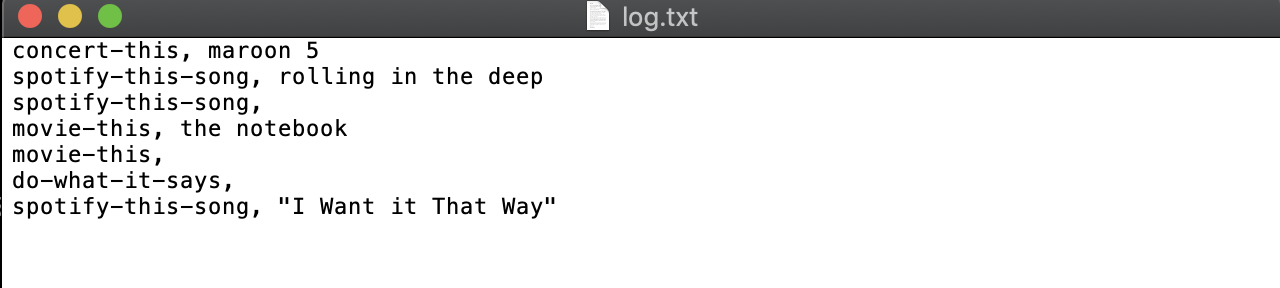 log.txt
concert-this, maroon 5
spotify-this-song, rolling in the deep
spotify-this-song,
movie-this, the notebook
movie-this,
do-what-it-says,
spotify-this-song, "I Want it That Way"